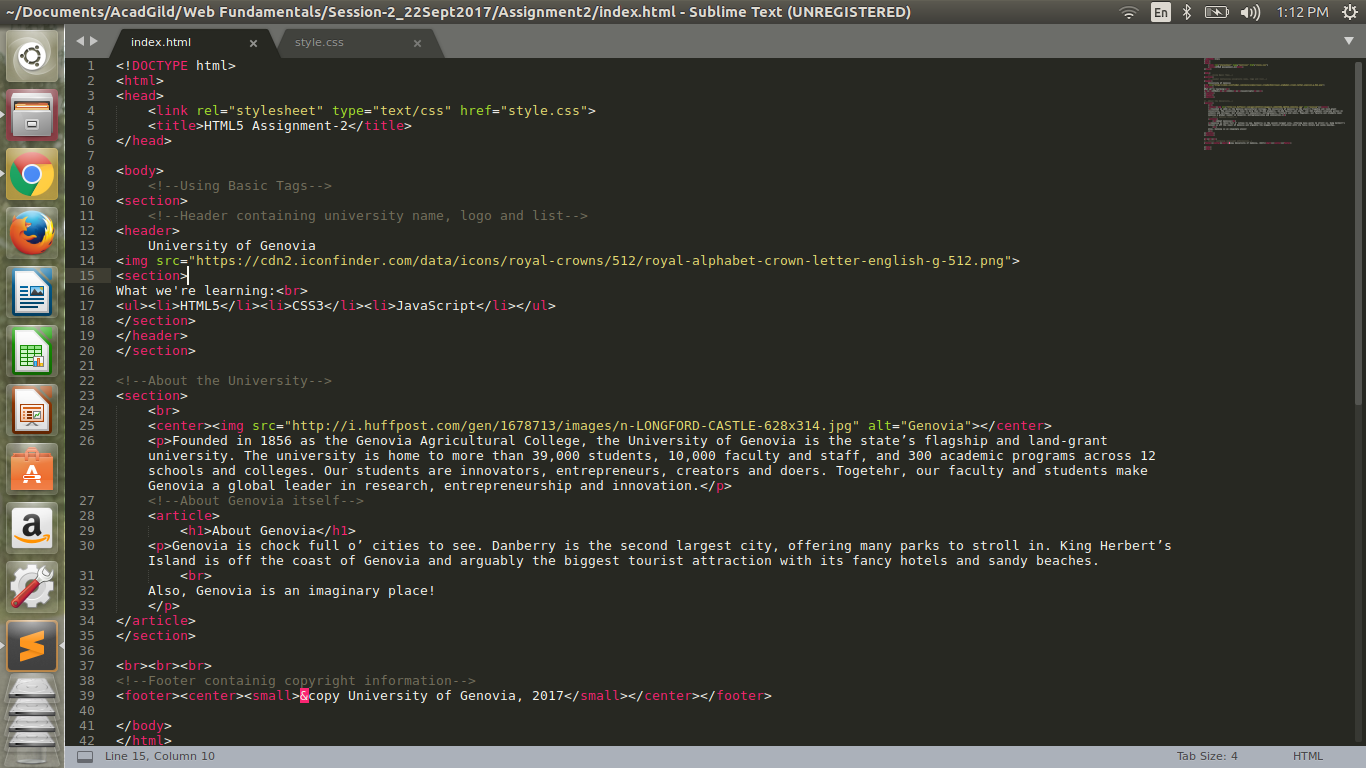 ~/Documents/AcadGild/Web Fundamentals/Session-2_22Sept2017/Assignment2/index.html - Sublime Text (UNREGISTERED)
En
1:12 PM
index.html
style.css
1 <!DOCTYPE html>
2 <html>
3 <head>
4     <link rel="stylesheet" type="text/css" href="style.css">
5     <title>HTML5 Assignment-2</title>
6 </head>
7
8 <body>
9     <!--Using Basic Tags-->
10 <section>
11     <!--Header containing university name, logo and list-->
12 <header>
13     University of Genovia
14 <img src="https://cdn2.iconfinder.com/data/icons/royal-crowns/512/royal-alphabet-crown-letter-english-g-512.png">
15 <section>
16 What we're learning:<br>
17 <ul><li>HTML5</li><li>CSS3</li><li>JavaScript</li></ul>
18 </section>
19 </header>
20 </section>
21
22 <!--About the University-->
23 <section>
24     <br>
25     <center><img src="http://i.huffpost.com/gen/1678713/images/n-LONGFORD-CASTLE-628x314.jpg" alt="Genovia"></center>
26     <p>Founded in 1856 as the Genovia Agricultural College, the University of Genovia is the state’s flagship and land-grant
university. The university is home to more than 39,000 students, 10,000 faculty and staff, and 300 academic programs across 12
schools and colleges. Our students are innovators, entrepreneurs, creators and doers. Togetehr, our faculty and students make
Genovia a global leader in research, entrepreneurship and innovation.</p>
27     <!--About Genovia itself-->
28     <article>
29         <h1>About Genovia</h1>
30     <p>Genovia is chock full o’ cities to see. Danberry is the second largest city, offering many parks to stroll in. King Herbert’s
Island is off the coast of Genovia and arguably the biggest tourist attraction with its fancy hotels and sandy beaches.
31         <br>
32     Also, Genovia is an imaginary place!
33     </p>
34 </article>
35 </section>
36
37 <br><br><br>
38 <!--Footer containig copyright information-->
39 <footer><center><small>&copy University of Genovia, 2017</small></center></footer>
40
41 </body>
42 </html>
Line 15, Column 10
Tab Size: 4
HTML